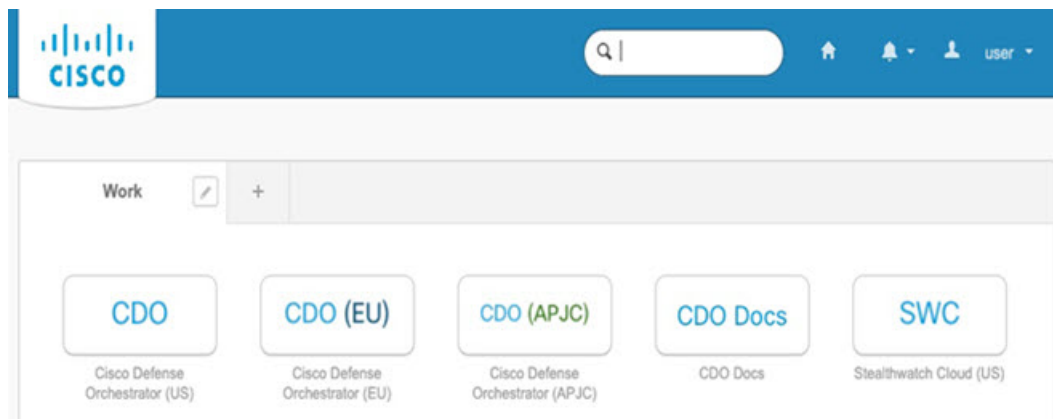 CISCO
user
Work
+
CDO
CDO (EU)
CDO (APJC)
CDO Docs
SWC
Cisco Defense
Orchestrator (US)
Cisco Defense
Orchestrator (EU)
Cisco Defense
Orchestrator (APJC)
CDO Docs
Stealthwatch Cloud (US)